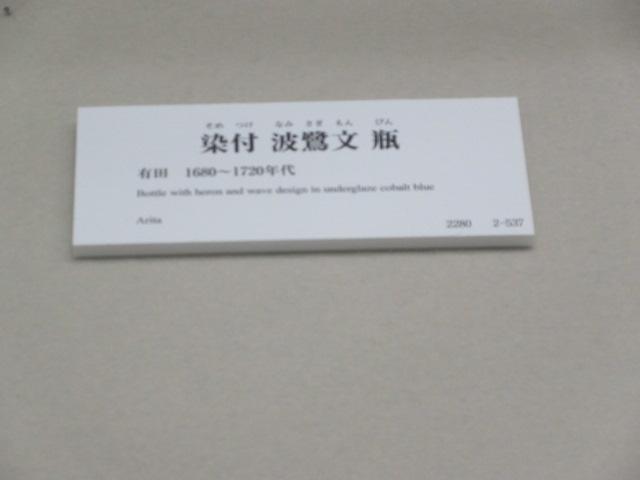 そめ つけ なみ さぎ もん びん
染付 波鷺文 瓶
有田 1680～1720年代
Bottle with heron and wave design in underglaze cobalt blue
Arita
2280 2-537